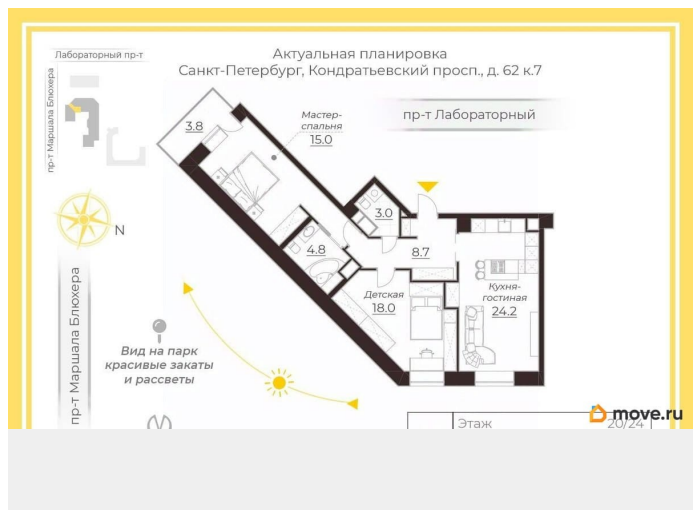 Лабораторный пр-т
Актуальная планировка
Санкт-Петербург, Кондратьевский просп., д. 62 к.7
пр-т Маршала Блюхера
пр-т Лабораторный
3.8
Мастер-
спальня
15.0
3.0
N
4.8
8.7
Детская
18.0
Кухня-
гостиная
24.2
пр-т Маршала Блюхера
Вид на парк
красивые закаты
и рассветы
move.ru
Этаж
20/24